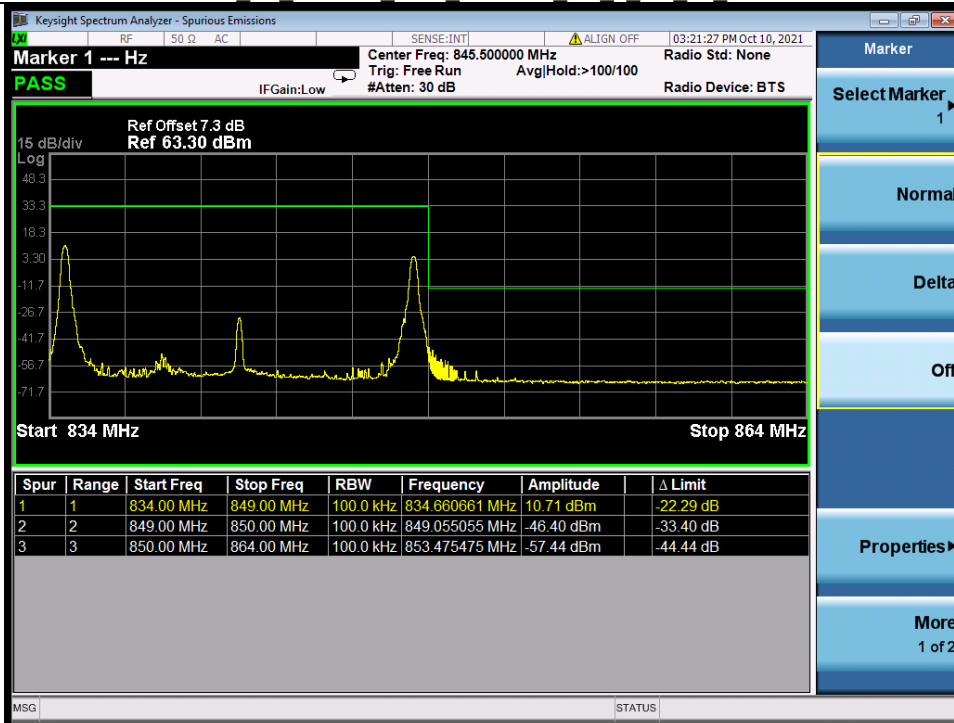 Keysight Spectrum Analyzer - Spurious Emissions
LXI RF 50 Ω AC SENSE:INT ALIGN OFF 03:21:27 PM Oct 10, 2021
Marker 1 --- Hz
Center Freq: 845.500000 MHz Radio Std: None
Trig: Free Run Avg|Hold:>100/100
PASS IFGain:Low #Atten: 30 dB Radio Device: BTS
Ref Offset 7.3 dB
15 dB/div Ref 63.30 dBm
Log
48.3
33.3
18.3
3.30
-11.7
-26.7
-41.7
-56.7
-71.7
Start 834 MHz Stop 864 MHz
Spur Range Start Freq Stop Freq RBW Frequency Amplitude Δ Limit
1 1 834.00 MHz 849.00 MHz 100.0 kHz 834.660661 MHz 10.71 dBm -22.29 dB
2 2 849.00 MHz 850.00 MHz 100.0 kHz 849.055055 MHz -46.40 dBm -33.40 dB
3 3 850.00 MHz 864.00 MHz 100.0 kHz 853.475475 MHz -57.44 dBm -44.44 dB
MSG STATUS
Marker
Select Marker
1
Normal
Delta
Off
Properties
More
1 of 2